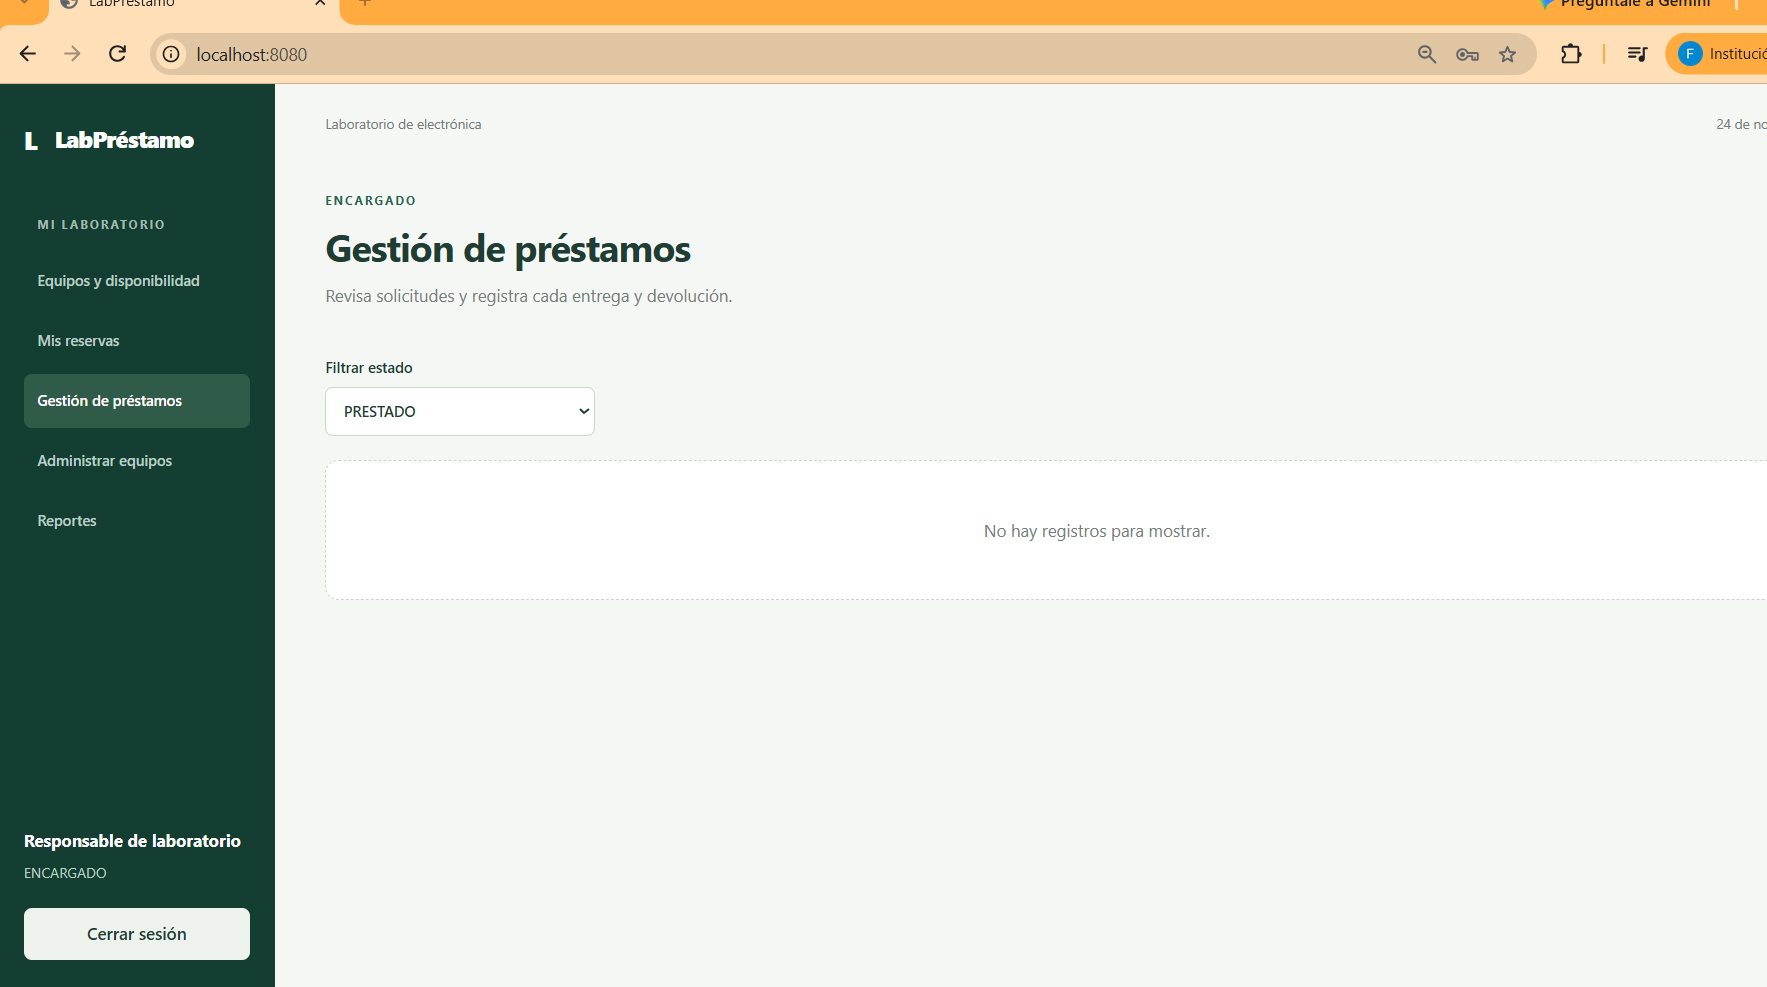 LabPréstamo
Pregúntale a Gemini
localhost:8080
F
L LabPréstamo
Laboratorio de electrónica
24 de
MI LABORATORIO
ENCARGADO
Gestión de préstamos
Revisa solicitudes y registra cada entrega y devolución.
Equipos y disponibilidad
Mis reservas
Gestión de préstamos
Administrar equipos
Reportes
Filtrar estado
PRESTADO
No hay registros para mostrar.
Responsable de laboratorio
ENCARGADO
Cerrar sesión